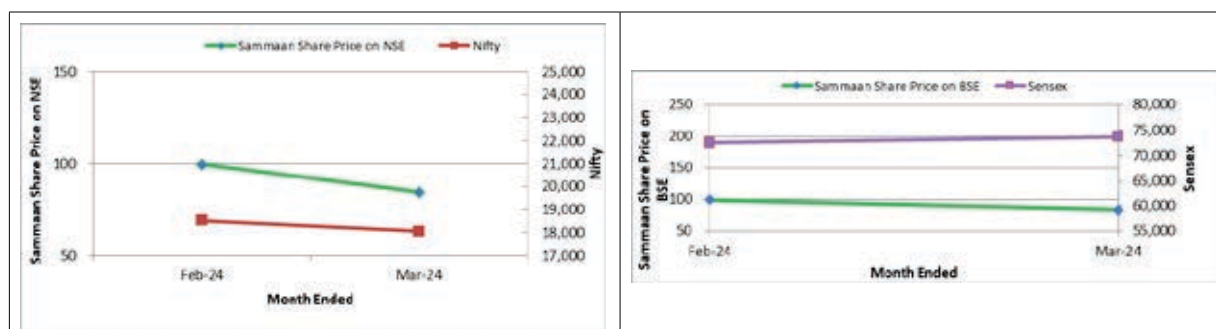 Sammaan Share Price on NSE Nifty
150
100
50
Sammaan Share Price on NSE
25,000
24,000
23,000
22,000
21,000
20,000
19,000
18,000
17,000
Nifty
Feb-24 Mar-24
Month Ended
Sammaan Share Price on BSE Sensex
250
200
150
100
50
Sammaan Share Price on
BSE
80,000
75,000
70,000
65,000
60,000
55,000
Sensex
Feb-24 Mar-24
Month Ended